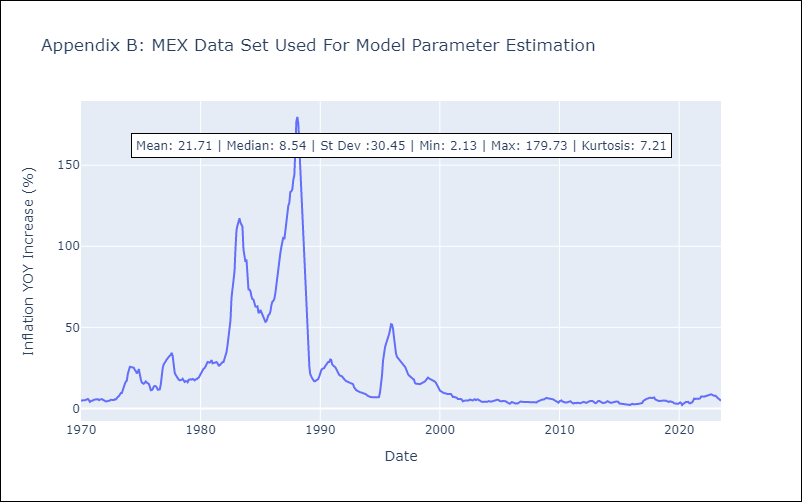 Appendix B: MEX Data Set Used For Model Parameter Estimation
Mean: 21.71 | Median: 8.54 | St Dev :30.45 | Min: 2.13 | Max: 179.73 | Kurtosis: 7.21
Inflation YOY Increase (%)
150
100
50
0
1970
1980
1990
2000
2010
2020
Date